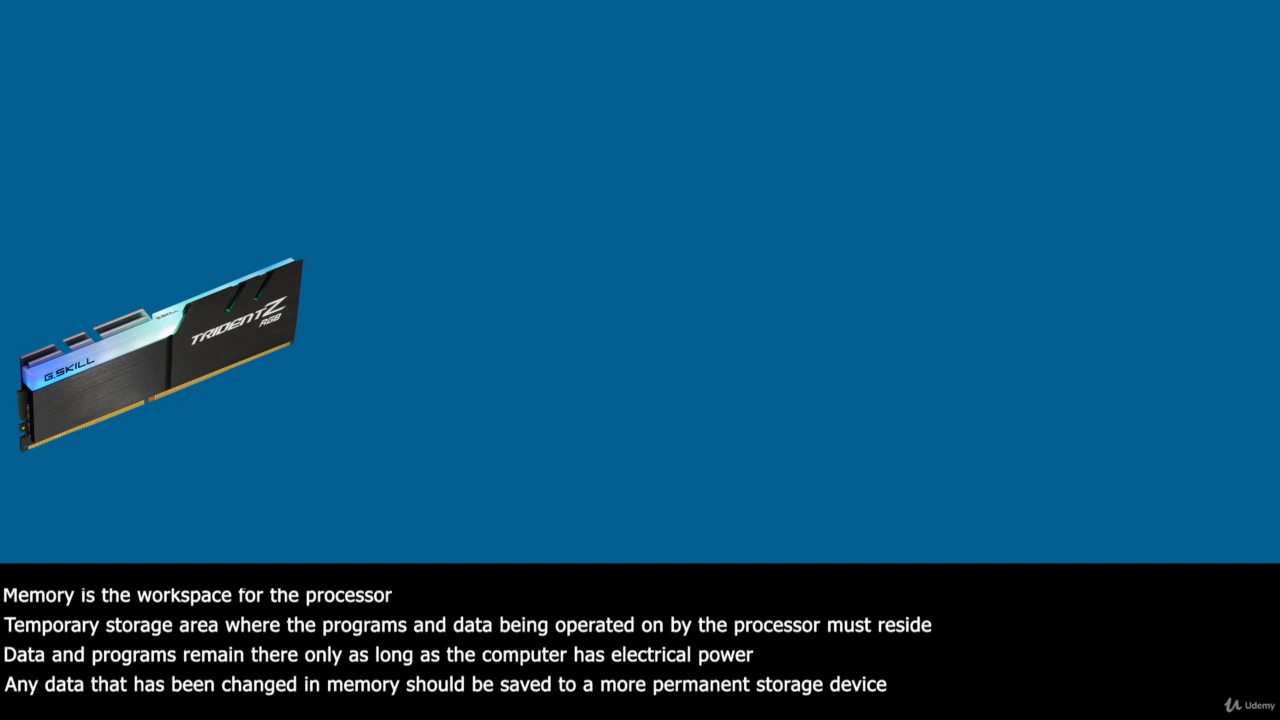 G.SKILL
G.SKILL
TRIDENT Z
RGB
Memory is the workspace for the processor
Temporary storage area where the programs and data being operated on by the processor must reside
Data and programs remain there only as long as the computer has electrical power
Any data that has been changed in memory should be saved to a more permanent storage device
Udemy